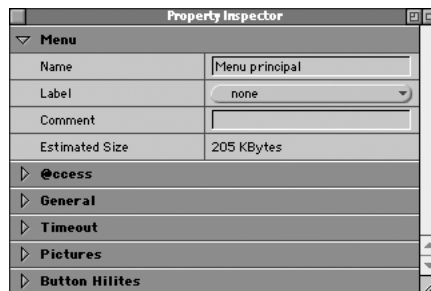 Property Inspector
Menu
Name Menu principal
Label none
Comment
Estimated Size 205 KBytes
@ccess
General
Timeout
Pictures
Button Hilites